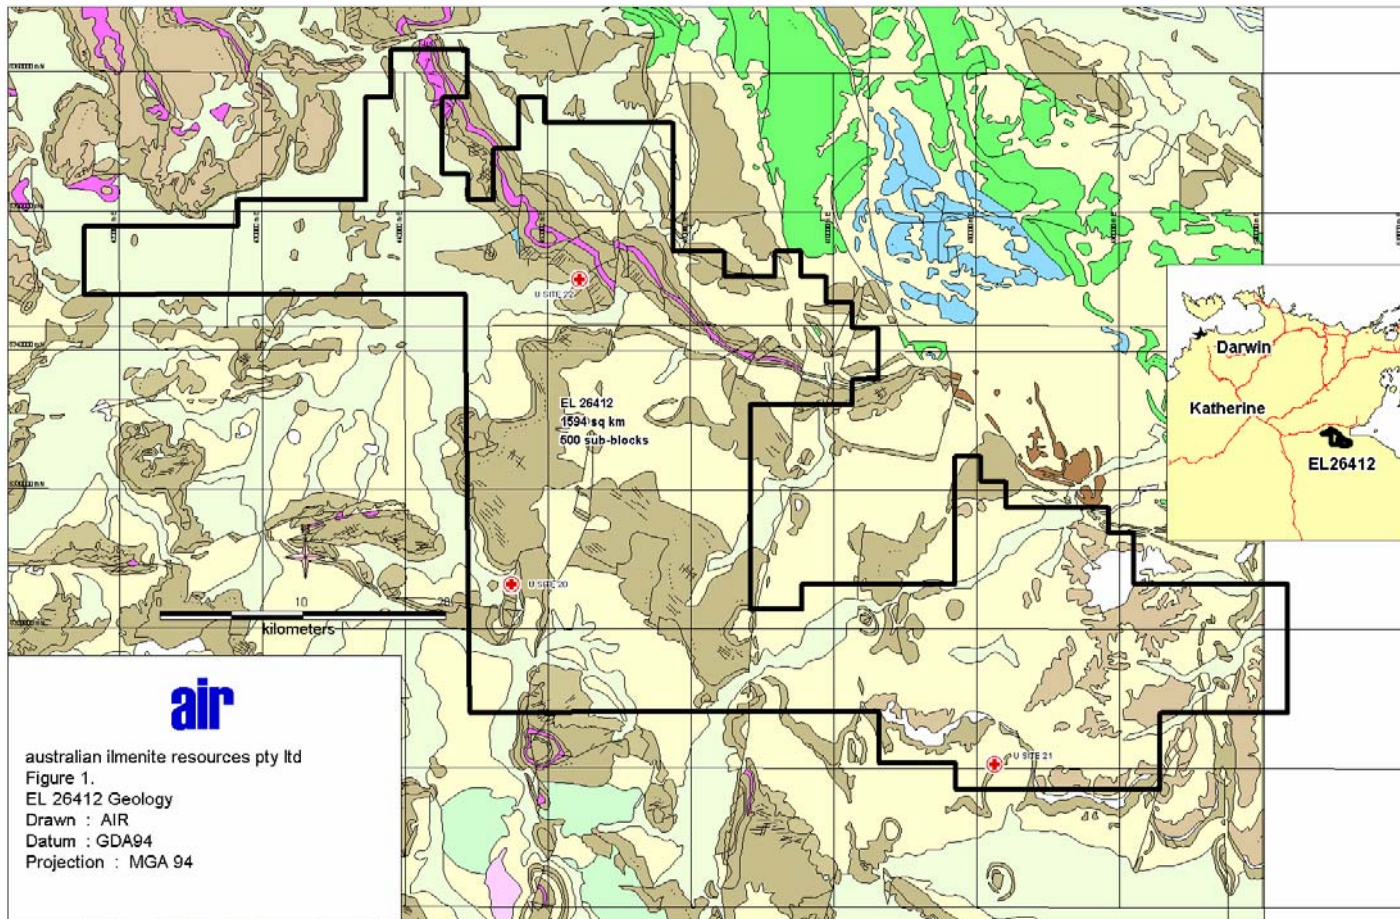 U SITE 22
EL 26412
1594 sq km
500 sub-blocks
Darwin
Katherine
EL26412
U SITE 20
0
10
20
kilometers
U SITE 21
air
australian ilmenite resources pty ltd
Figure 1.
EL 26412 Geology
Drawn : AIR
Datum : GDA94
Projection : MGA 94